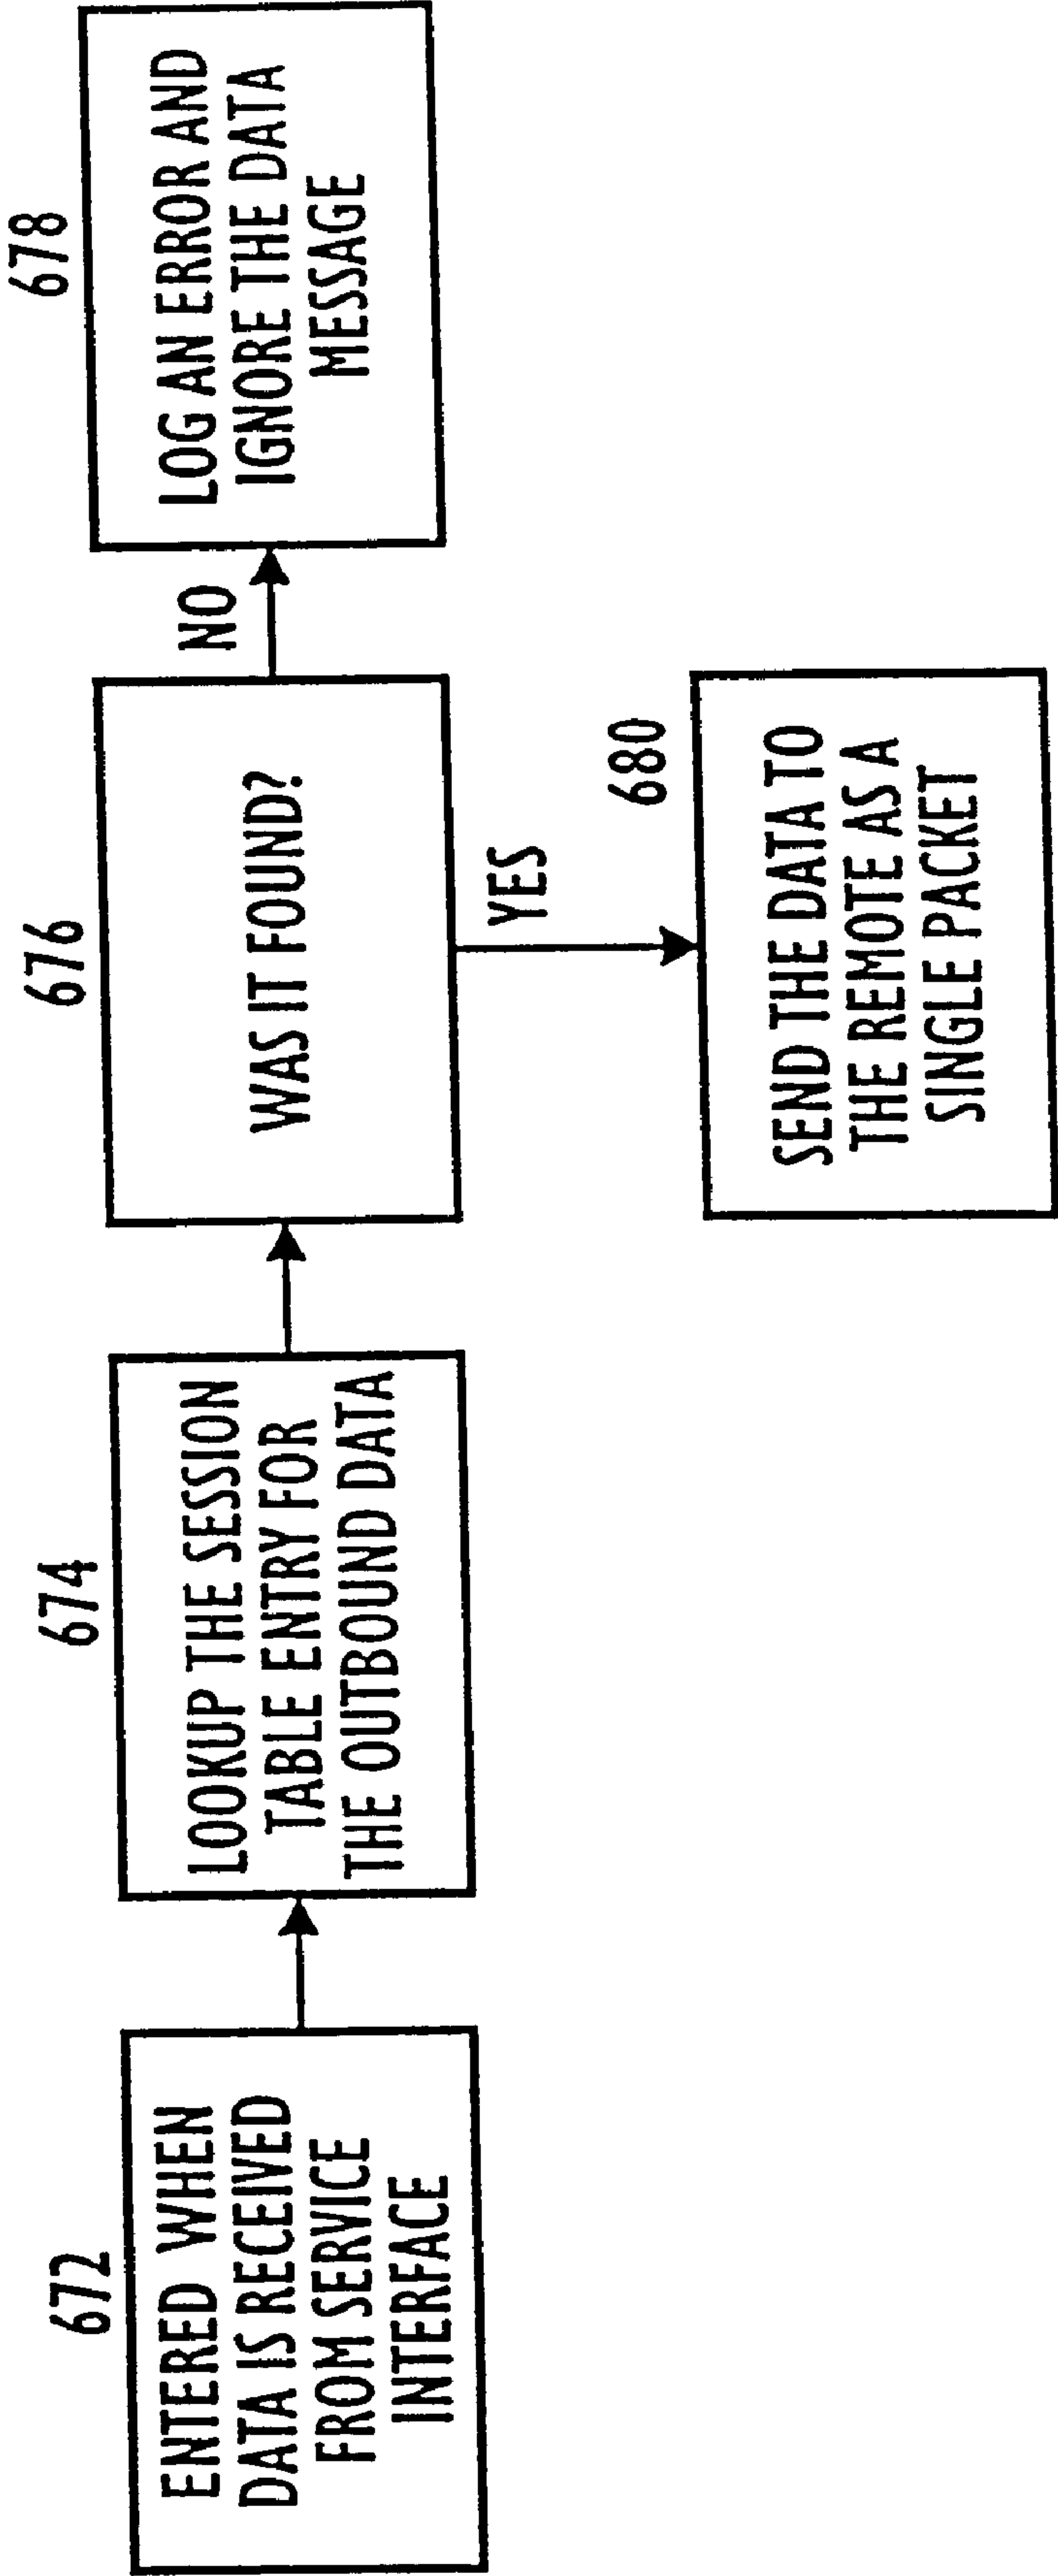 672
ENTERED WHEN
DATA IS RECEIVED
FROM SERVICE
INTERFACE
674
LOOKUP THE SESSION
TABLE ENTRY FOR
THE OUTBOUND DATA
676
WAS IT FOUND?
NO
678
LOG AN ERROR AND
IGNORE THE DATA
MESSAGE
YES
680
SEND THE DATA TO
THE REMOTE AS A
SINGLE PACKET